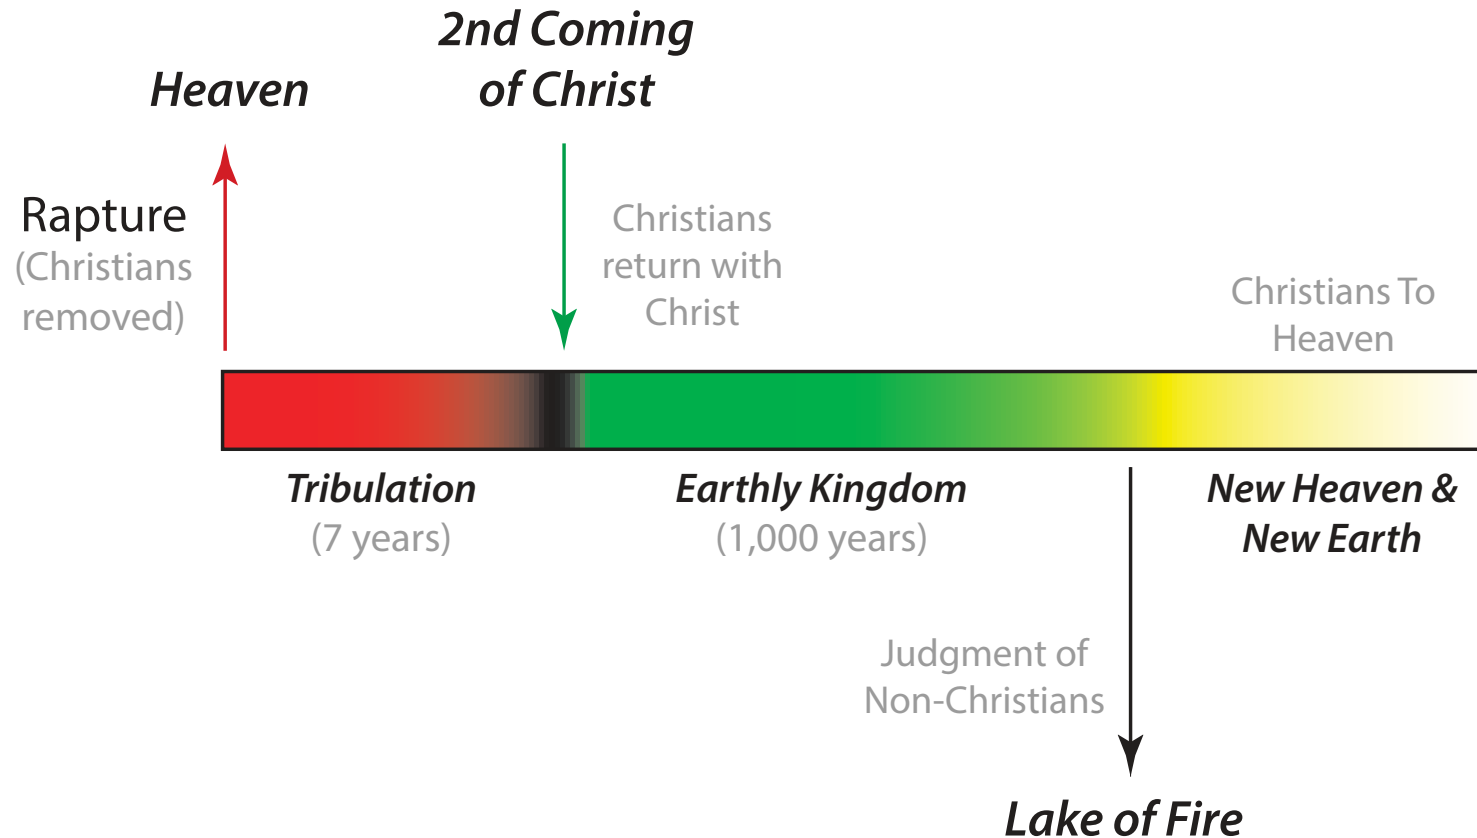 2nd Coming
of Christ
Heaven
Rapture
(Christians
removed)
Christians
return with
Christ
Christians To
Heaven
Tribulation
(7 years)
Earthly Kingdom
(1,000 years)
New Heaven &
New Earth
Judgment of
Non-Christians
Lake of Fire